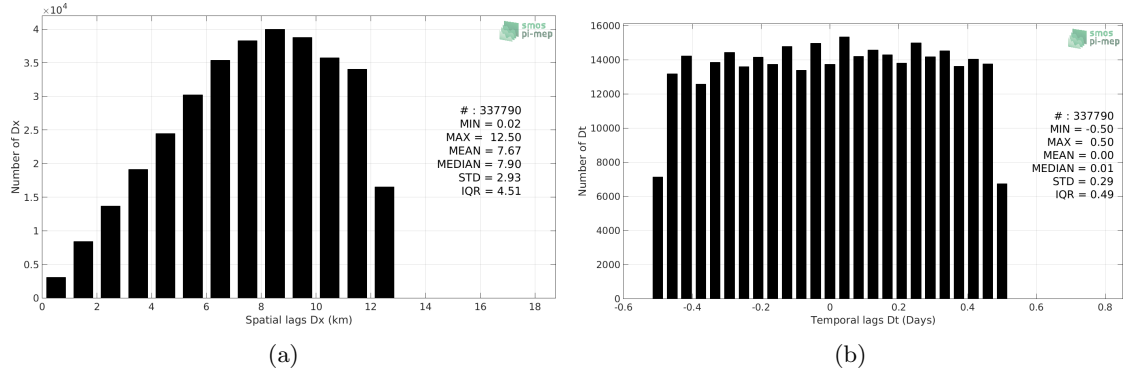 ×10⁴
4
3.5
3
2.5
2
1.5
1
0.5
0
0 2 4 6 8 10 12 14 16 18
Number of Dx
Spatial lags Dx (km)
smos
pi-mep
# : 337790
MIN = 0.02
MAX = 12.50
MEAN = 7.67
MEDIAN = 7.90
STD = 2.93
IQR = 4.51
(a)
16000
14000
12000
10000
8000
6000
4000
2000
0
-0.6 -0.4 -0.2 0 0.2 0.4 0.6 0.8
Number of Dt
Temporal lags Dt (Days)
smos
pi-mep
# : 337790
MIN = -0.50
MAX = 0.50
MEAN = 0.00
MEDIAN = 0.01
STD = 0.29
IQR = 0.49
(b)